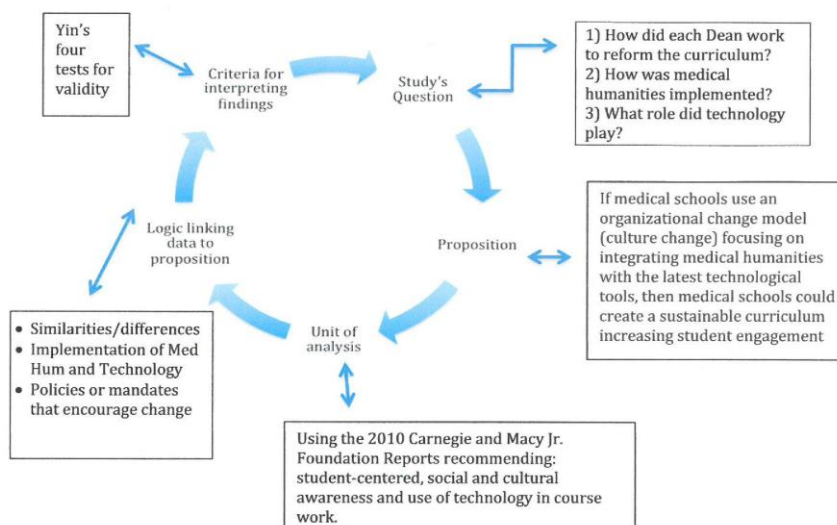 Yin's
four
tests for
validity
Criteria for
interpreting
findings
Study's
Question
1) How did each Dean work
to reform the curriculum?
2) How was medical
humanities implemented?
3) What role did technology
play?
Proposition
If medical schools use an
organizational change model
(culture change) focusing on
integrating medical humanities
with the latest technological
tools, then medical schools could
create a sustainable curriculum
increasing student engagement
Unit of
analysis
Using the 2010 Carnegie and Macy Jr.
Foundation Reports recommending:
student-centered, social and cultural
awareness and use of technology in course
work.
Logic linking
data to
proposition
• Similarities/differences
• Implementation of Med
Hum and Technology
• Policies or mandates
that encourage change